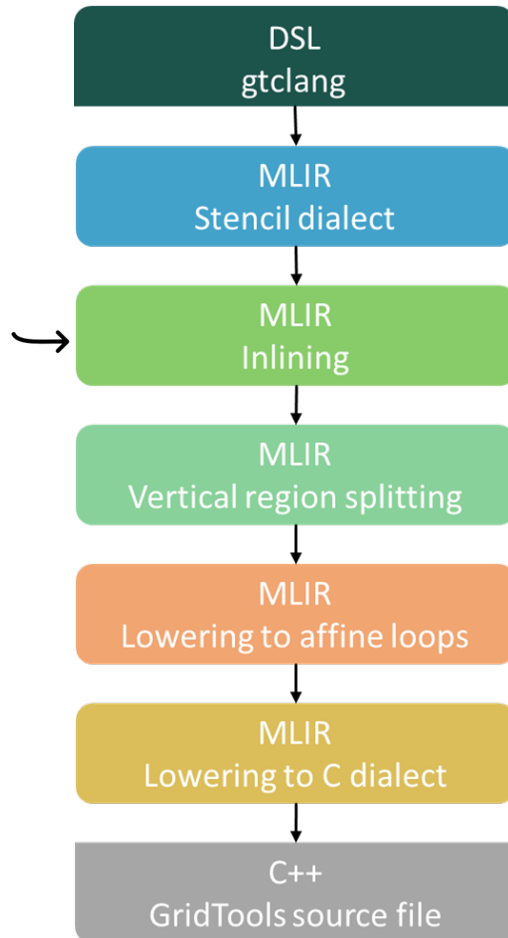 DSL
gtclang
MLIR
Stencil dialect
MLIR
Inlining
MLIR
Vertical region splitting
MLIR
Lowering to affine loops
MLIR
Lowering to C dialect
C++
GridTools source file